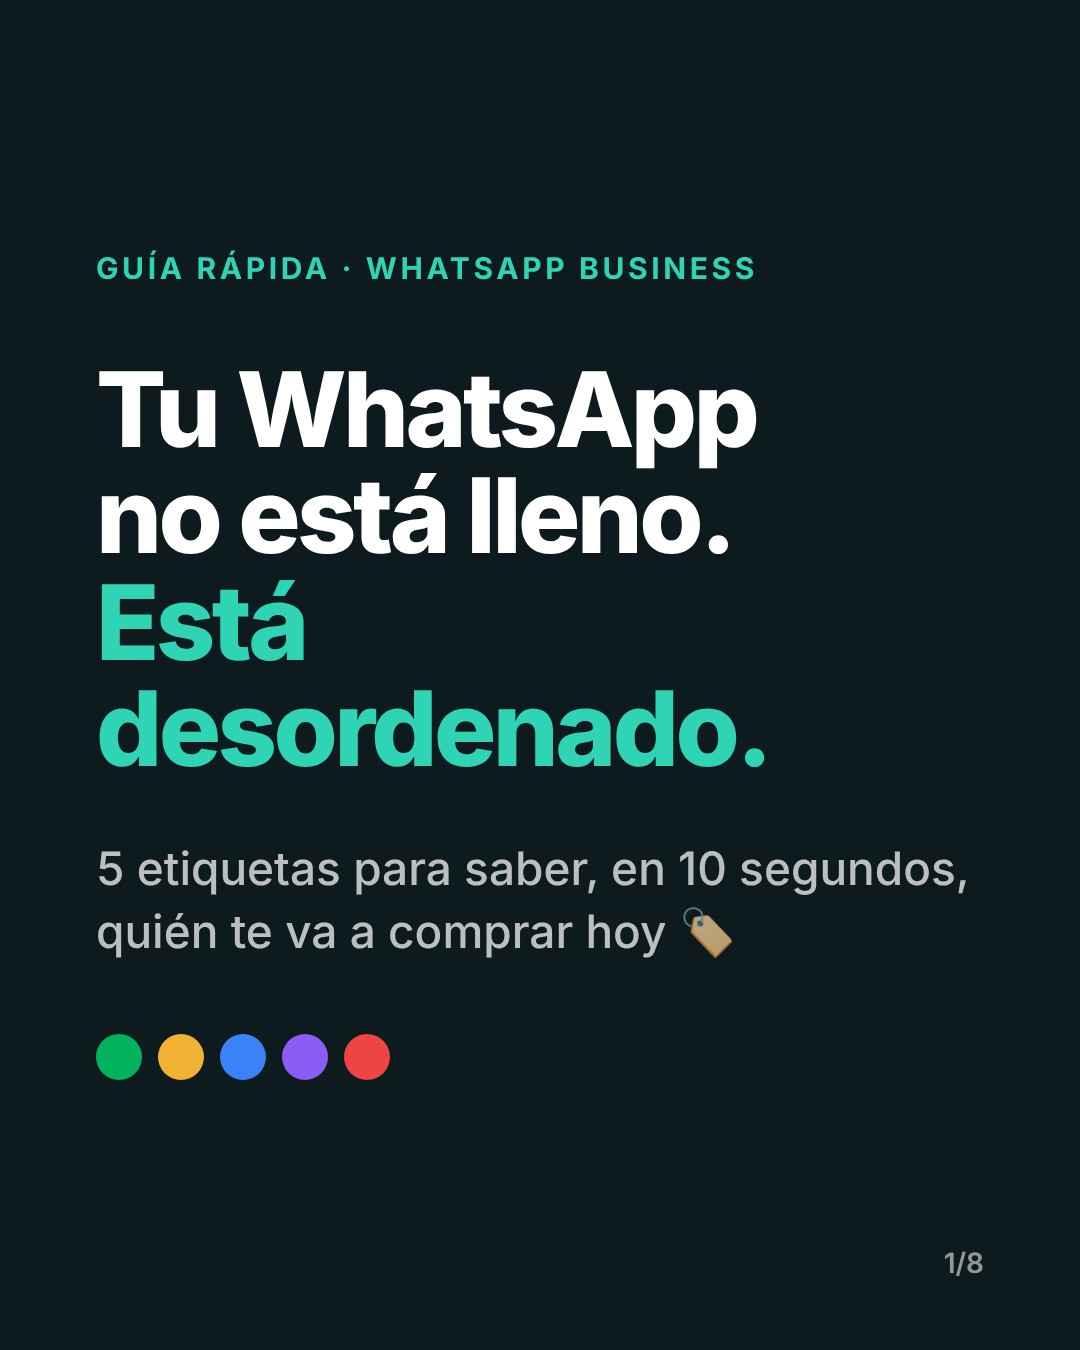 GUÍA RÁPIDA · WHATSAPP BUSINESS
Tu WhatsApp
no está lleno.
Está
desordenado.
5 etiquetas para saber, en 10 segundos,
quién te va a comprar hoy 🏷️
1/8